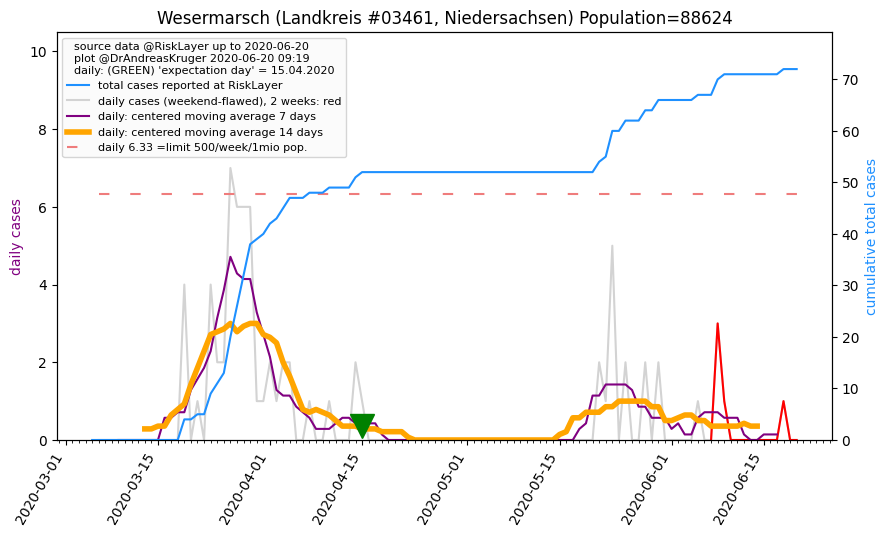 Wesermarsch (Landkreis #03461, Niedersachsen) Population=88624
source data @RiskLayer up to 2020-06-20
plot @DrAndreasKruger 2020-06-20 09:19
daily: (GREEN) 'expectation day' = 15.04.2020
total cases reported at RiskLayer
daily cases (weekend-flawed), 2 weeks: red
daily: centered moving average 7 days
daily: centered moving average 14 days
daily 6.33 =limit 500/week/1mio pop.
daily cases
10
8
6
4
2
0
cumulative total cases
70
60
50
40
30
20
10
0
2020-03-01
2020-03-15
2020-04-01
2020-04-15
2020-05-01
2020-05-15
2020-06-01
2020-06-15